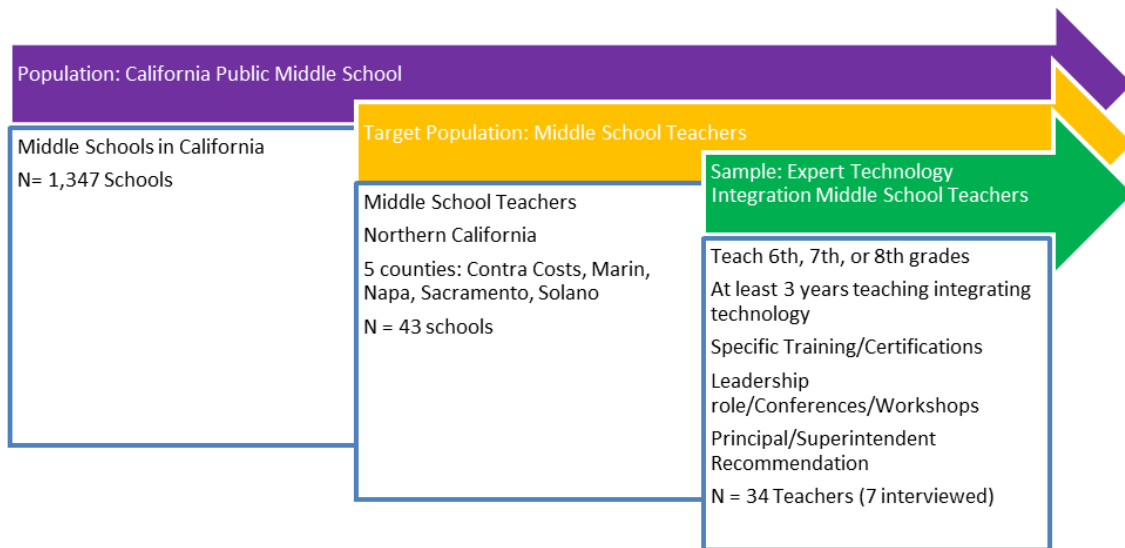 Population: California Public Middle School
Middle Schools in California
N= 1,347 Schools
Target Population: Middle School Teachers
Middle School Teachers
Northern California
5 counties: Contra Costs, Marin,
Napa, Sacramento, Solano
N = 43 schools
Sample: Expert Technology
Integration Middle School Teachers
Teach 6th, 7th, or 8th grades
At least 3 years teaching integrating
technology
Specific Training/Certifications
Leadership
role/Conferences/Workshops
Principal/Superintendent
Recommendation
N = 34 Teachers (7 interviewed)